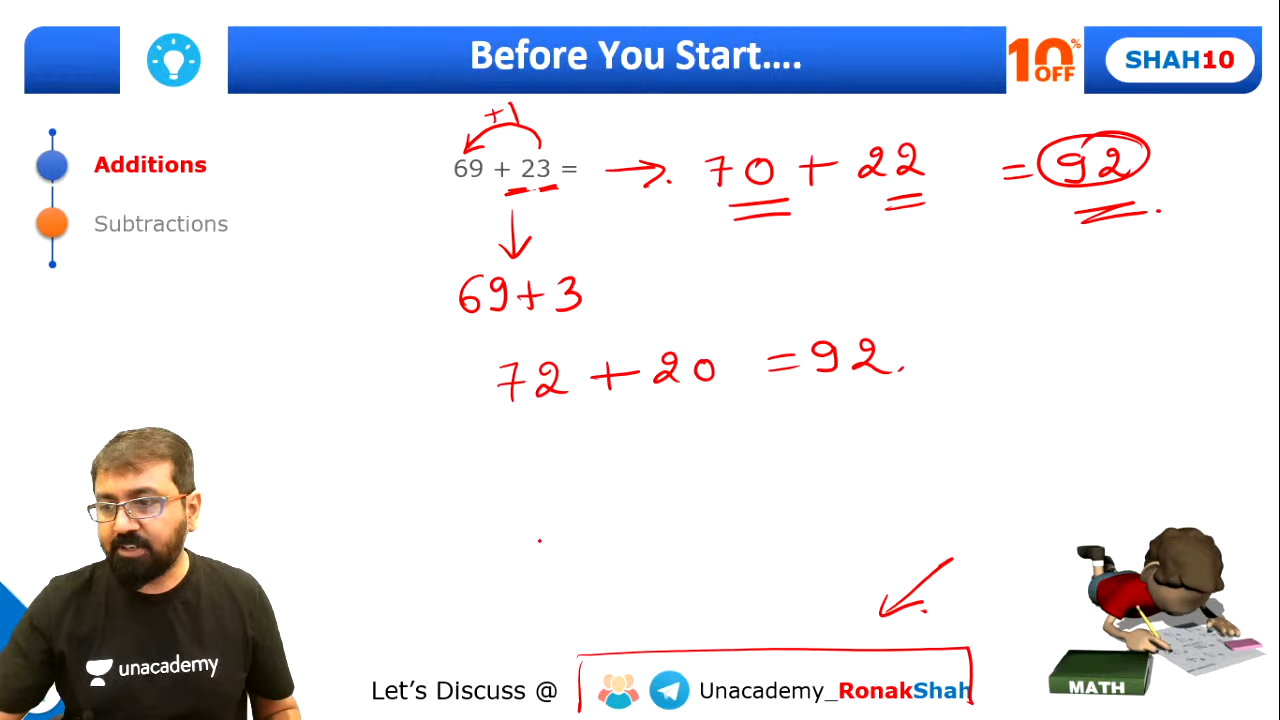 Before You Start....
10% OFF
SHAH10
Additions
Subtractions
+1
69 + 23 = → 70 + 22 = 92
69+3
72 + 20 = 92.
unacademy
MATH
Let's Discuss @ Unacademy_RonakShah